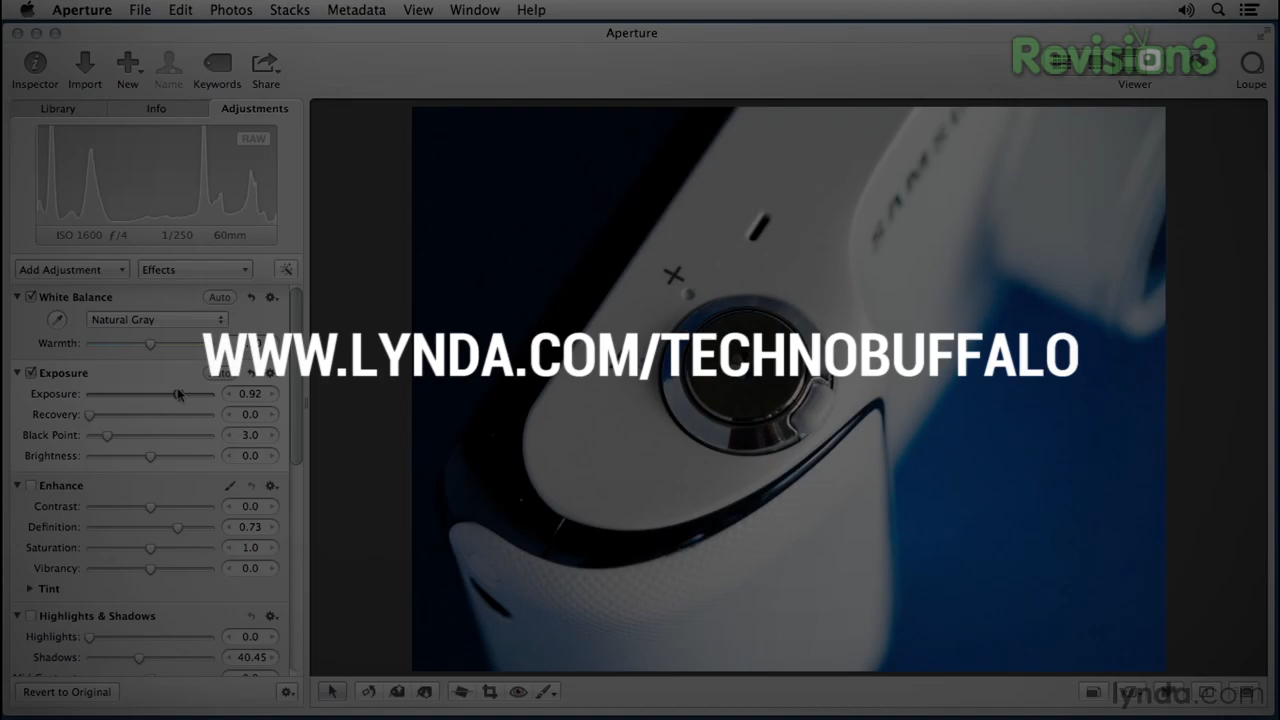 Aperture File Edit Photos Stacks Metadata View Window Help
Aperture
Revision3
Inspector Import New Name Keywords Share Viewer Loupe
Library Info Adjustments
RAW
ISO 1600 ƒ/4 1/250 60mm
Add Adjustment Effects
White Balance Auto
Natural Gray
Warmth:
WWW.LYNDA.COM/TECHNOBUFFALO
Exposure
Exposure: 0.92
Recovery: 0.0
Black Point: 3.0
Brightness: 0.0
Enhance
Contrast: 0.0
Definition: 0.73
Saturation: 1.0
Vibrancy: 0.0
Tint
Highlights & Shadows
Highlights: 0.0
Shadows: 40.45
Revert to Original
SAMS
lynda.com